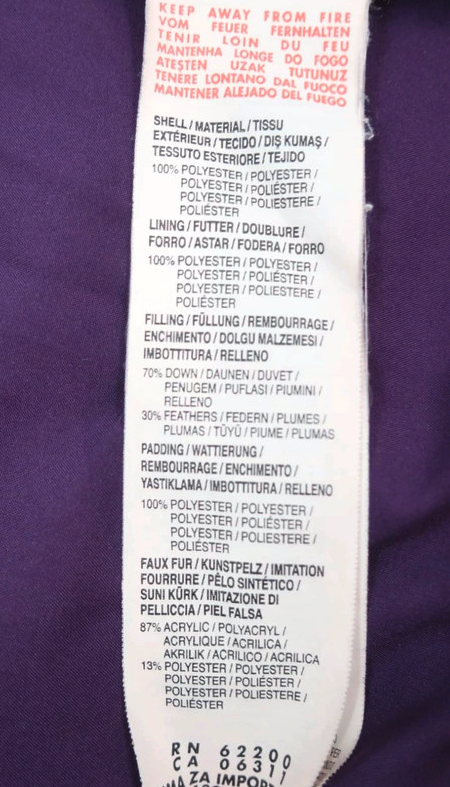 KEEP AWAY FROM FIRE
VOM FEUER FERNHALTEN
TENIR LOIN DU FEU
MANTENHA LONGE DO FOGO
ATEŞTEN UZAK TUTUNUZ
TENERE LONTANO DAL FUOCO
MANTENER ALEJADO DEL FUEGO
SHELL / MATERIAL / TISSU
EXTÉRIEUR / TECIDO / DIŞ KUMAŞ /
TESSUTO ESTERIORE / TEJIDO
100% POLYESTER / POLYESTER /
POLYESTER / POLIÉSTER /
POLYESTER / POLIESTERE /
POLIÉSTER
LINING / FUTTER / DOUBLURE /
FORRO / ASTAR / FODERA / FORRO
100% POLYESTER / POLYESTER /
POLYESTER / POLIÉSTER /
POLYESTER / POLIESTERE /
POLIÉSTER
FILLING / FÜLLUNG / REMBOURRAGE /
ENCHIMENTO / DOLGU MALZEMESI /
IMBOTTITURA / RELLENO
70% DOWN / DAUNEN / DUVET /
PENUGEM / PUFLASI / PIUMINI /
RELLENO
30% FEATHERS / FEDERN / PLUMES /
PLUMAS / TÜYÜ / PIUME / PLUMAS
PADDING / WATTIERUNG /
REMBOURRAGE / ENCHIMENTO /
YASTIKLAMA / IMBOTTITURA / RELLENO
100% POLYESTER / POLYESTER /
POLYESTER / POLIÉSTER /
POLYESTER / POLIESTERE /
POLIÉSTER
FAUX FUR / KUNSTPELZ / IMITATION
FOURRURE / PÊLO SINTÉTICO /
SUNI KÜRK / IMITAZIONE DI
PELLICCIA / PIEL FALSA
87% ACRYLIC / POLYACRYL /
ACRYLIQUE / ACRÍLICA /
AKRILIK / ACRILICO / ACRILICA
13% POLYESTER / POLYESTER /
POLYESTER / POLIÉSTER /
POLYESTER / POLIESTERE /
POLIÉSTER
RN 62200
CA 06311
ZA IMPORT